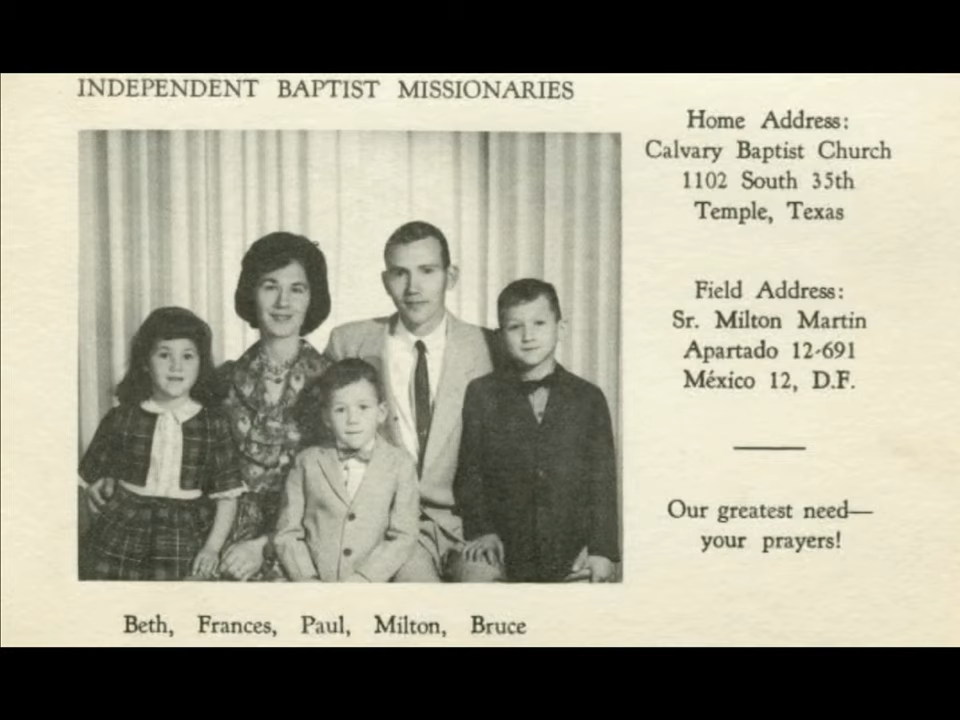 INDEPENDENT BAPTIST MISSIONARIES
Home Address:
Calvary Baptist Church
1102 South 35th
Temple, Texas
Field Address:
Sr. Milton Martin
Apartado 12-691
México 12, D.F.
Our greatest need—
your prayers!
Beth, Frances, Paul, Milton, Bruce